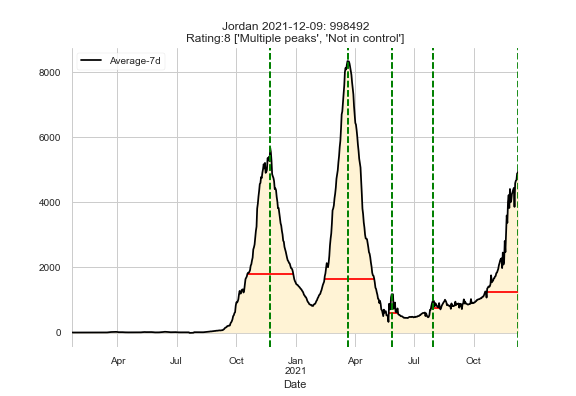 Jordan 2021-12-09: 998492
Rating:8 ['Multiple peaks', 'Not in control']
Average-7d
8000
6000
4000
2000
0
Apr Jul Oct Jan Apr Jul Oct
2021
Date